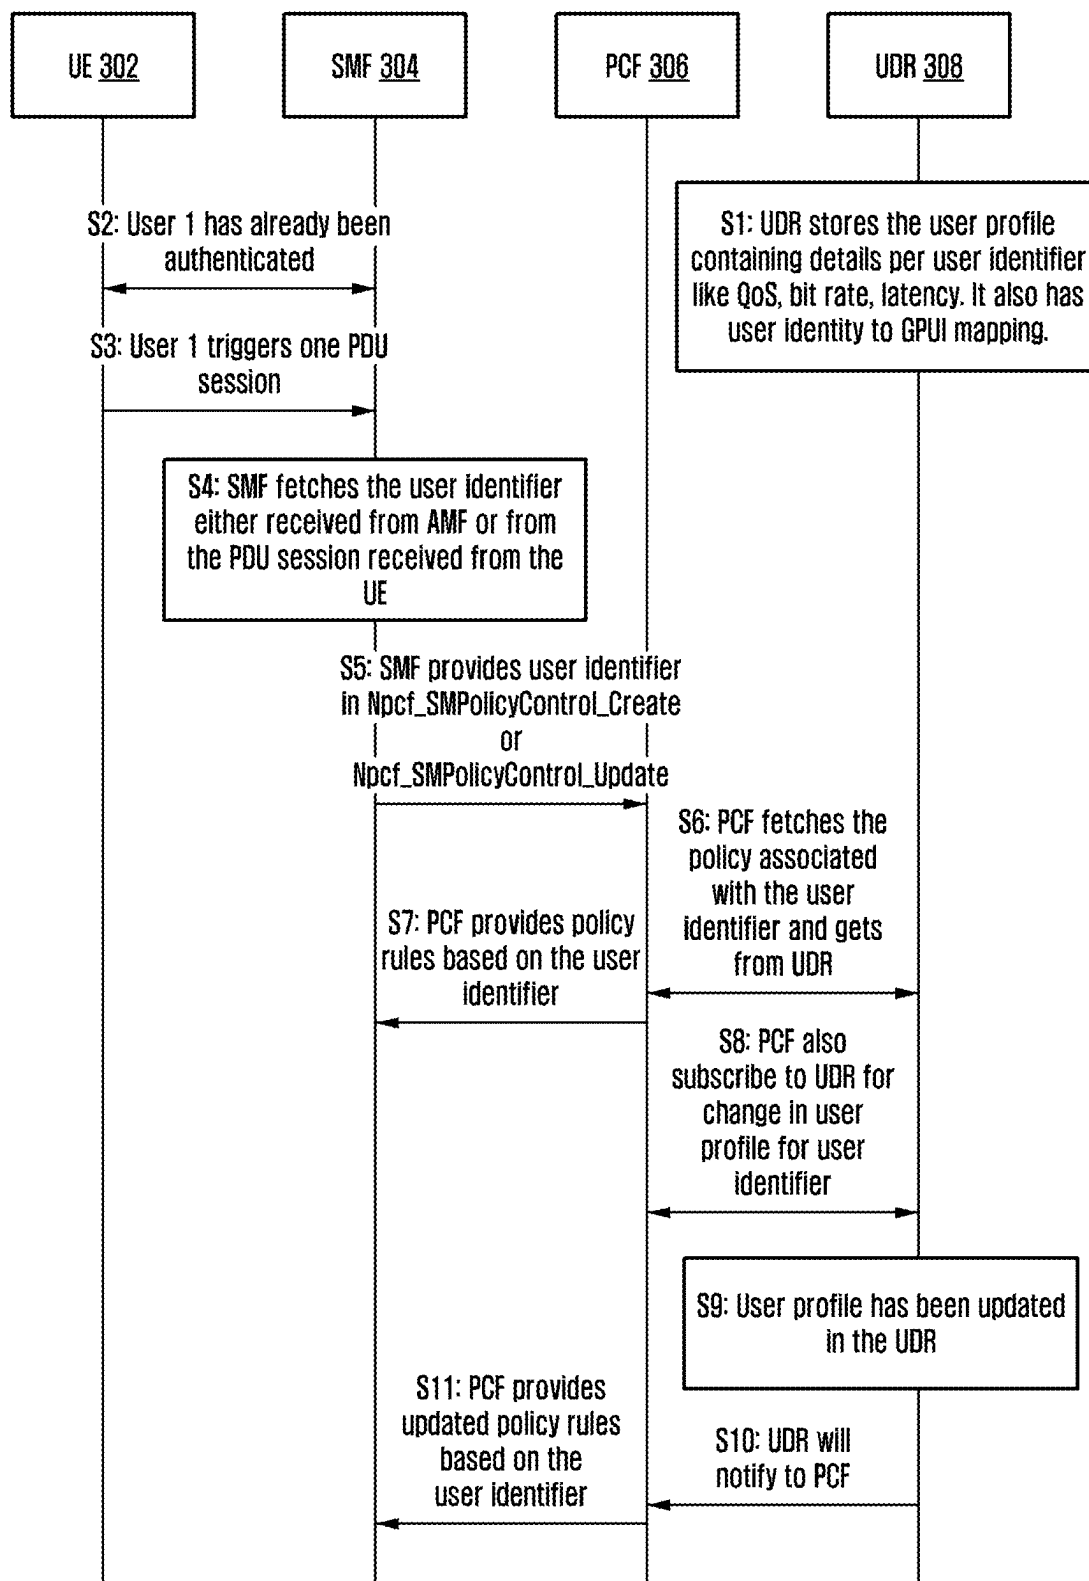 UE 302
SMF 304
PCF 306
UDR 308
S1: UDR stores the user profile
containing details per user identifier
like QoS, bit rate, latency. It also has
user identity to GPUI mapping.
S2: User 1 has already been
authenticated
S3: User 1 triggers one PDU
session
S4: SMF fetches the user identifier
either received from AMF or from
the PDU session received from the
UE
S5: SMF provides user identifier
in Npcf_SMPolicyControl_Create
or
Npcf_SMPolicyControl_Update
S6: PCF fetches the
policy associated
with the user
identifier and gets
from UDR
S7: PCF provides policy
rules based on the user
identifier
S8: PCF also
subscribe to UDR for
change in user
profile for user
identifier
S9: User profile has been updated
in the UDR
S10: UDR will
notify to PCF
S11: PCF provides
updated policy rules
based on the
user identifier